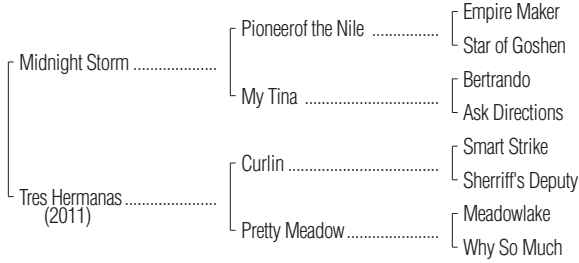 Empire Maker
Pioneerof the Nile ..................
Star of Goshen
Midnight Storm ....................
Bertrando
My Tina .............................
Ask Directions
Smart Strike
Curlin ................................
Sherriff's Deputy
Tres Hermanas ......................
(2011)
Meadowlake
Pretty Meadow ....................
Why So Much